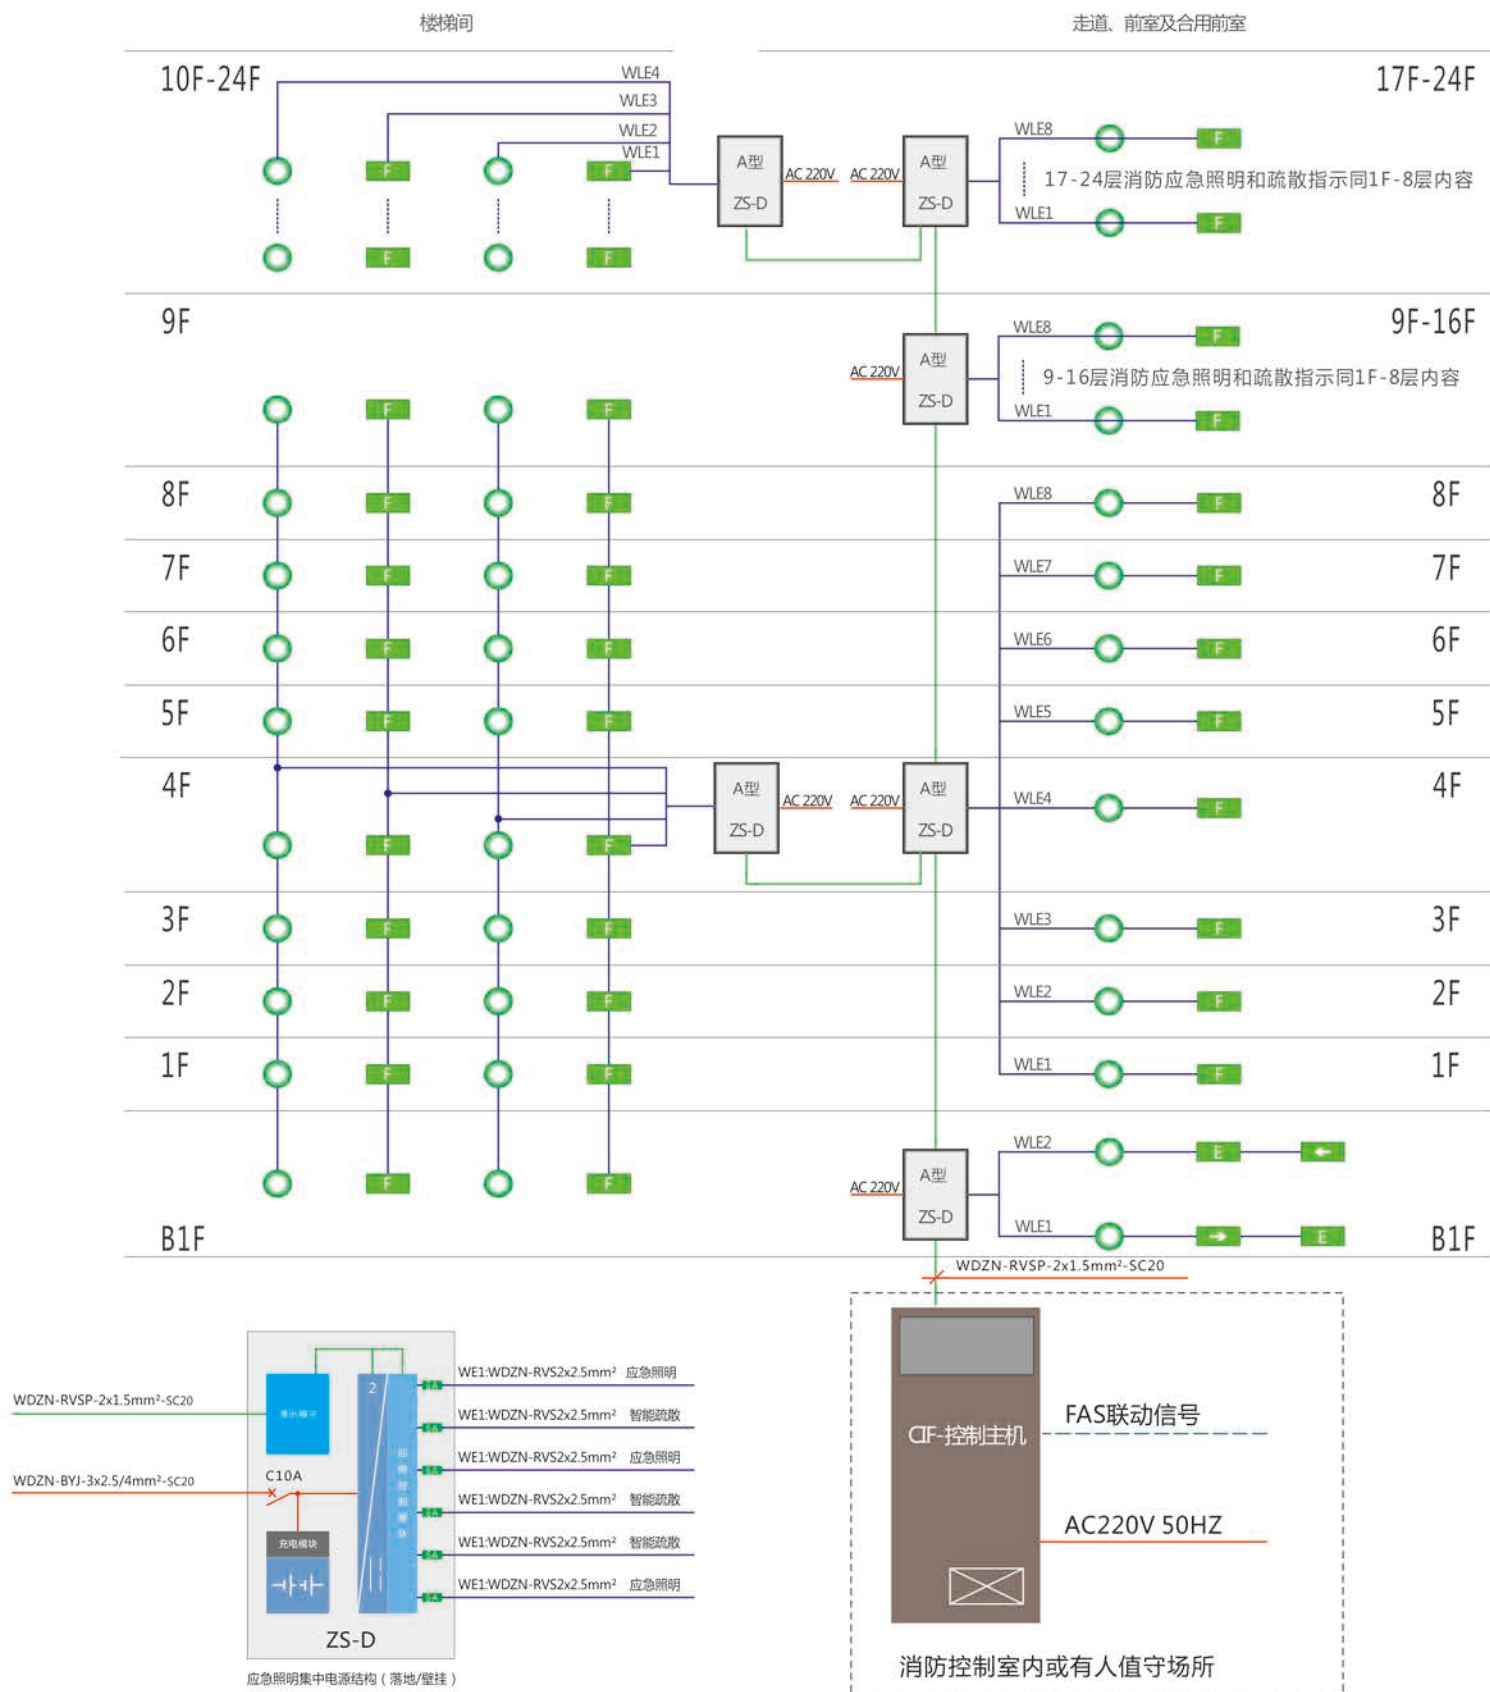 楼梯间
走道、前室及合用前室
10F-24F
17F-24F
WLE4
WLE3
WLE2
WLE1
F
F
F
F
A型
ZS-D
AC 220V
AC 220V
A型
ZS-D
WLE8
F
17-24层消防应急照明和疏散指示同1F-8层内容
WLE1
F
9F
9F-16F
AC 220V
A型
ZS-D
WLE8
F
9-16层消防应急照明和疏散指示同1F-8层内容
WLE1
F
F
F
8F
F
F
WLE8
F
8F
7F
F
F
WLE7
F
7F
6F
F
F
WLE6
F
6F
5F
F
F
WLE5
F
5F
4F
F
F
A型
ZS-D
AC 220V
AC 220V
A型
ZS-D
WLE4
F
4F
3F
F
F
WLE3
F
3F
2F
F
F
WLE2
F
2F
1F
F
F
WLE1
F
1F
B1F
F
F
AC 220V
A型
ZS-D
WLE2
E
WLE1
E
B1F
WDZN-RVSP-2x1.5mm²-SC20
WDZN-RVSP-2x1.5mm²-SC20
WDZN-BYJ-3x2.5/4mm²-SC20
C10A
充电模块
2
6A
6A
6A
6A
6A
6A
WE1:WDZN-RVS2x2.5mm² 应急照明
WE1:WDZN-RVS2x2.5mm² 智能疏散
WE1:WDZN-RVS2x2.5mm² 应急照明
WE1:WDZN-RVS2x2.5mm² 智能疏散
WE1:WDZN-RVS2x2.5mm² 智能疏散
WE1:WDZN-RVS2x2.5mm² 应急照明
ZS-D
应急照明集中电源结构（落地/壁挂）
CIF-控制主机
FAS联动信号
AC220V 50HZ
消防控制室内或有人值守场所